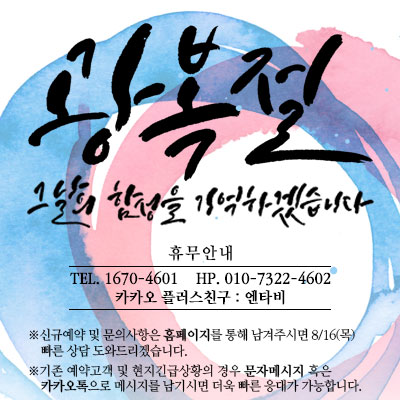 광복절
그날의 함성을 기억하겠습니다
휴무안내
TEL. 1670-4601 HP. 010-7322-4602
카카오 플러스친구 : 엔타비
※신규예약 및 문의사항은 홈페이지를 통해 남겨주시면 8/16(목)
빠른 상담 도와드리겠습니다.
※기존 예약고객 및 현지긴급상황의 경우 문자메시지 혹은
카카오톡으로 메시지를 남기시면 더욱 빠른 응대가 가능합니다.